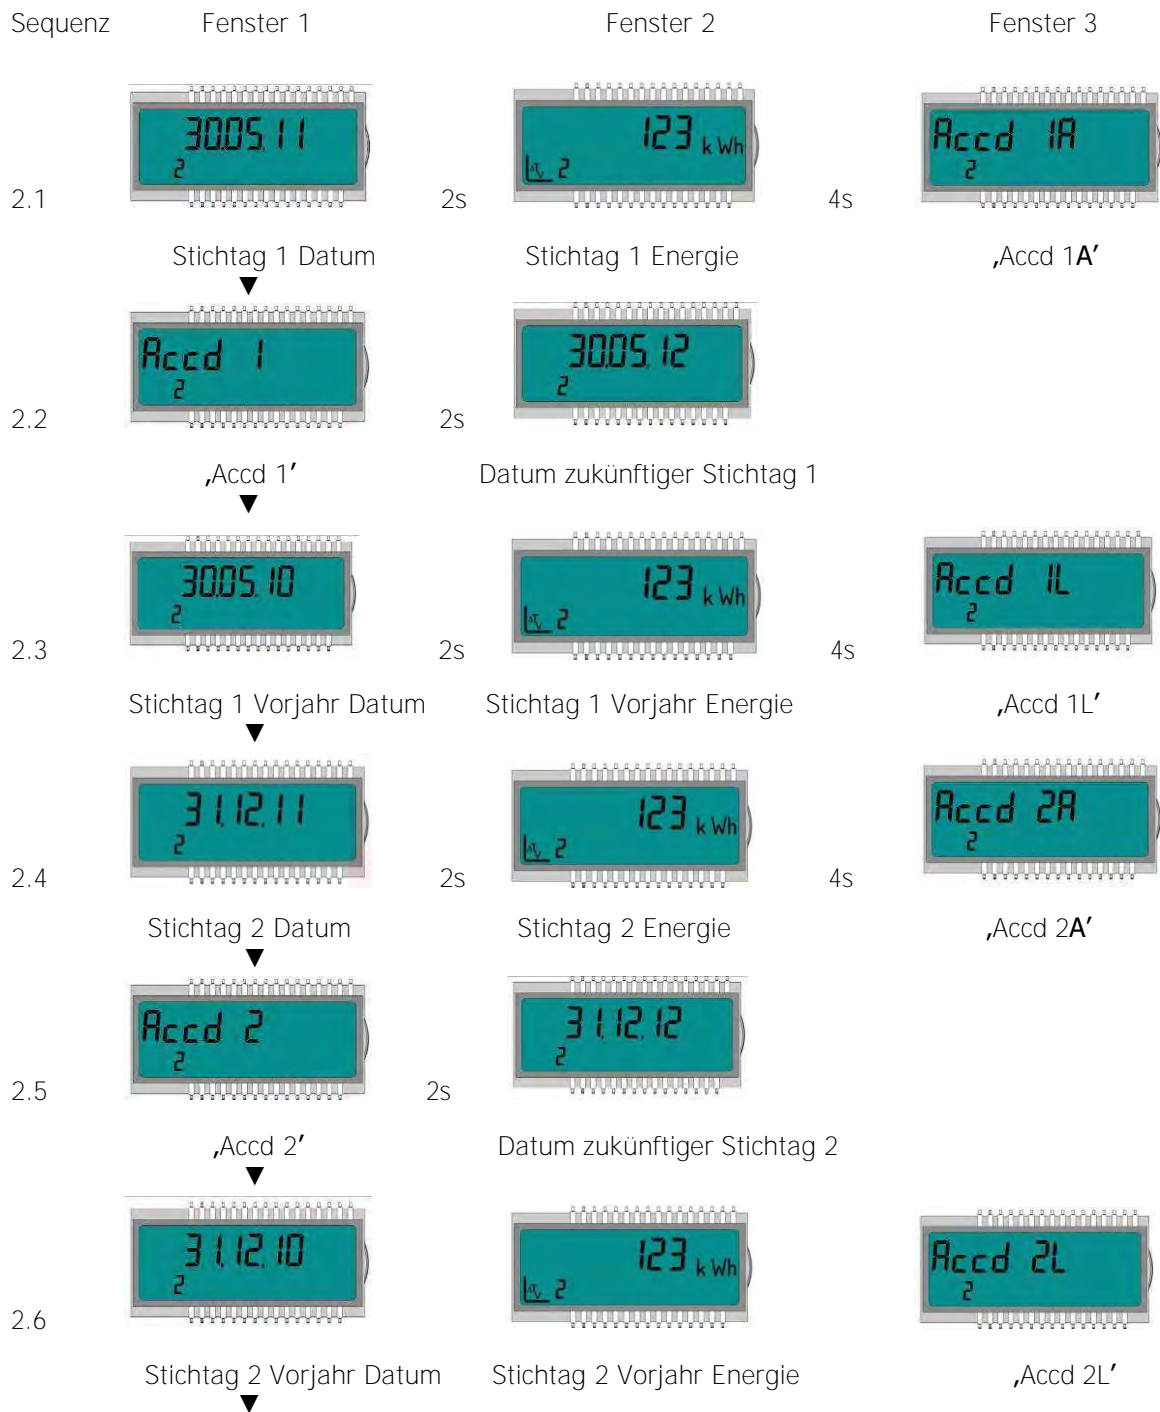 Sequenz Fenster 1 Fenster 2 Fenster 3
30.05.11 123 kWh Accd 1A
2 ΔT V 2 2
2.1 2s 4s
Stichtag 1 Datum Stichtag 1 Energie ‚Accd 1A’
▼
Accd 1 30.05.12
2 2
2.2 2s
‚Accd 1’ Datum zukünftiger Stichtag 1
▼
30.05.10 123 kWh Accd 1L
2 ΔT V 2 2
2.3 2s 4s
Stichtag 1 Vorjahr Datum Stichtag 1 Vorjahr Energie ‚Accd 1L’
▼
31.12.11 123 kWh Accd 2A
2 ΔT V 2 2
2.4 2s 4s
Stichtag 2 Datum Stichtag 2 Energie ‚Accd 2A’
▼
Accd 2 31.12.12
2 2
2.5 2s
‚Accd 2’ Datum zukünftiger Stichtag 2
▼
31.12.10 123 kWh Accd 2L
2 ΔT V 2 2
2.6
Stichtag 2 Vorjahr Datum Stichtag 2 Vorjahr Energie ‚Accd 2L’
▼